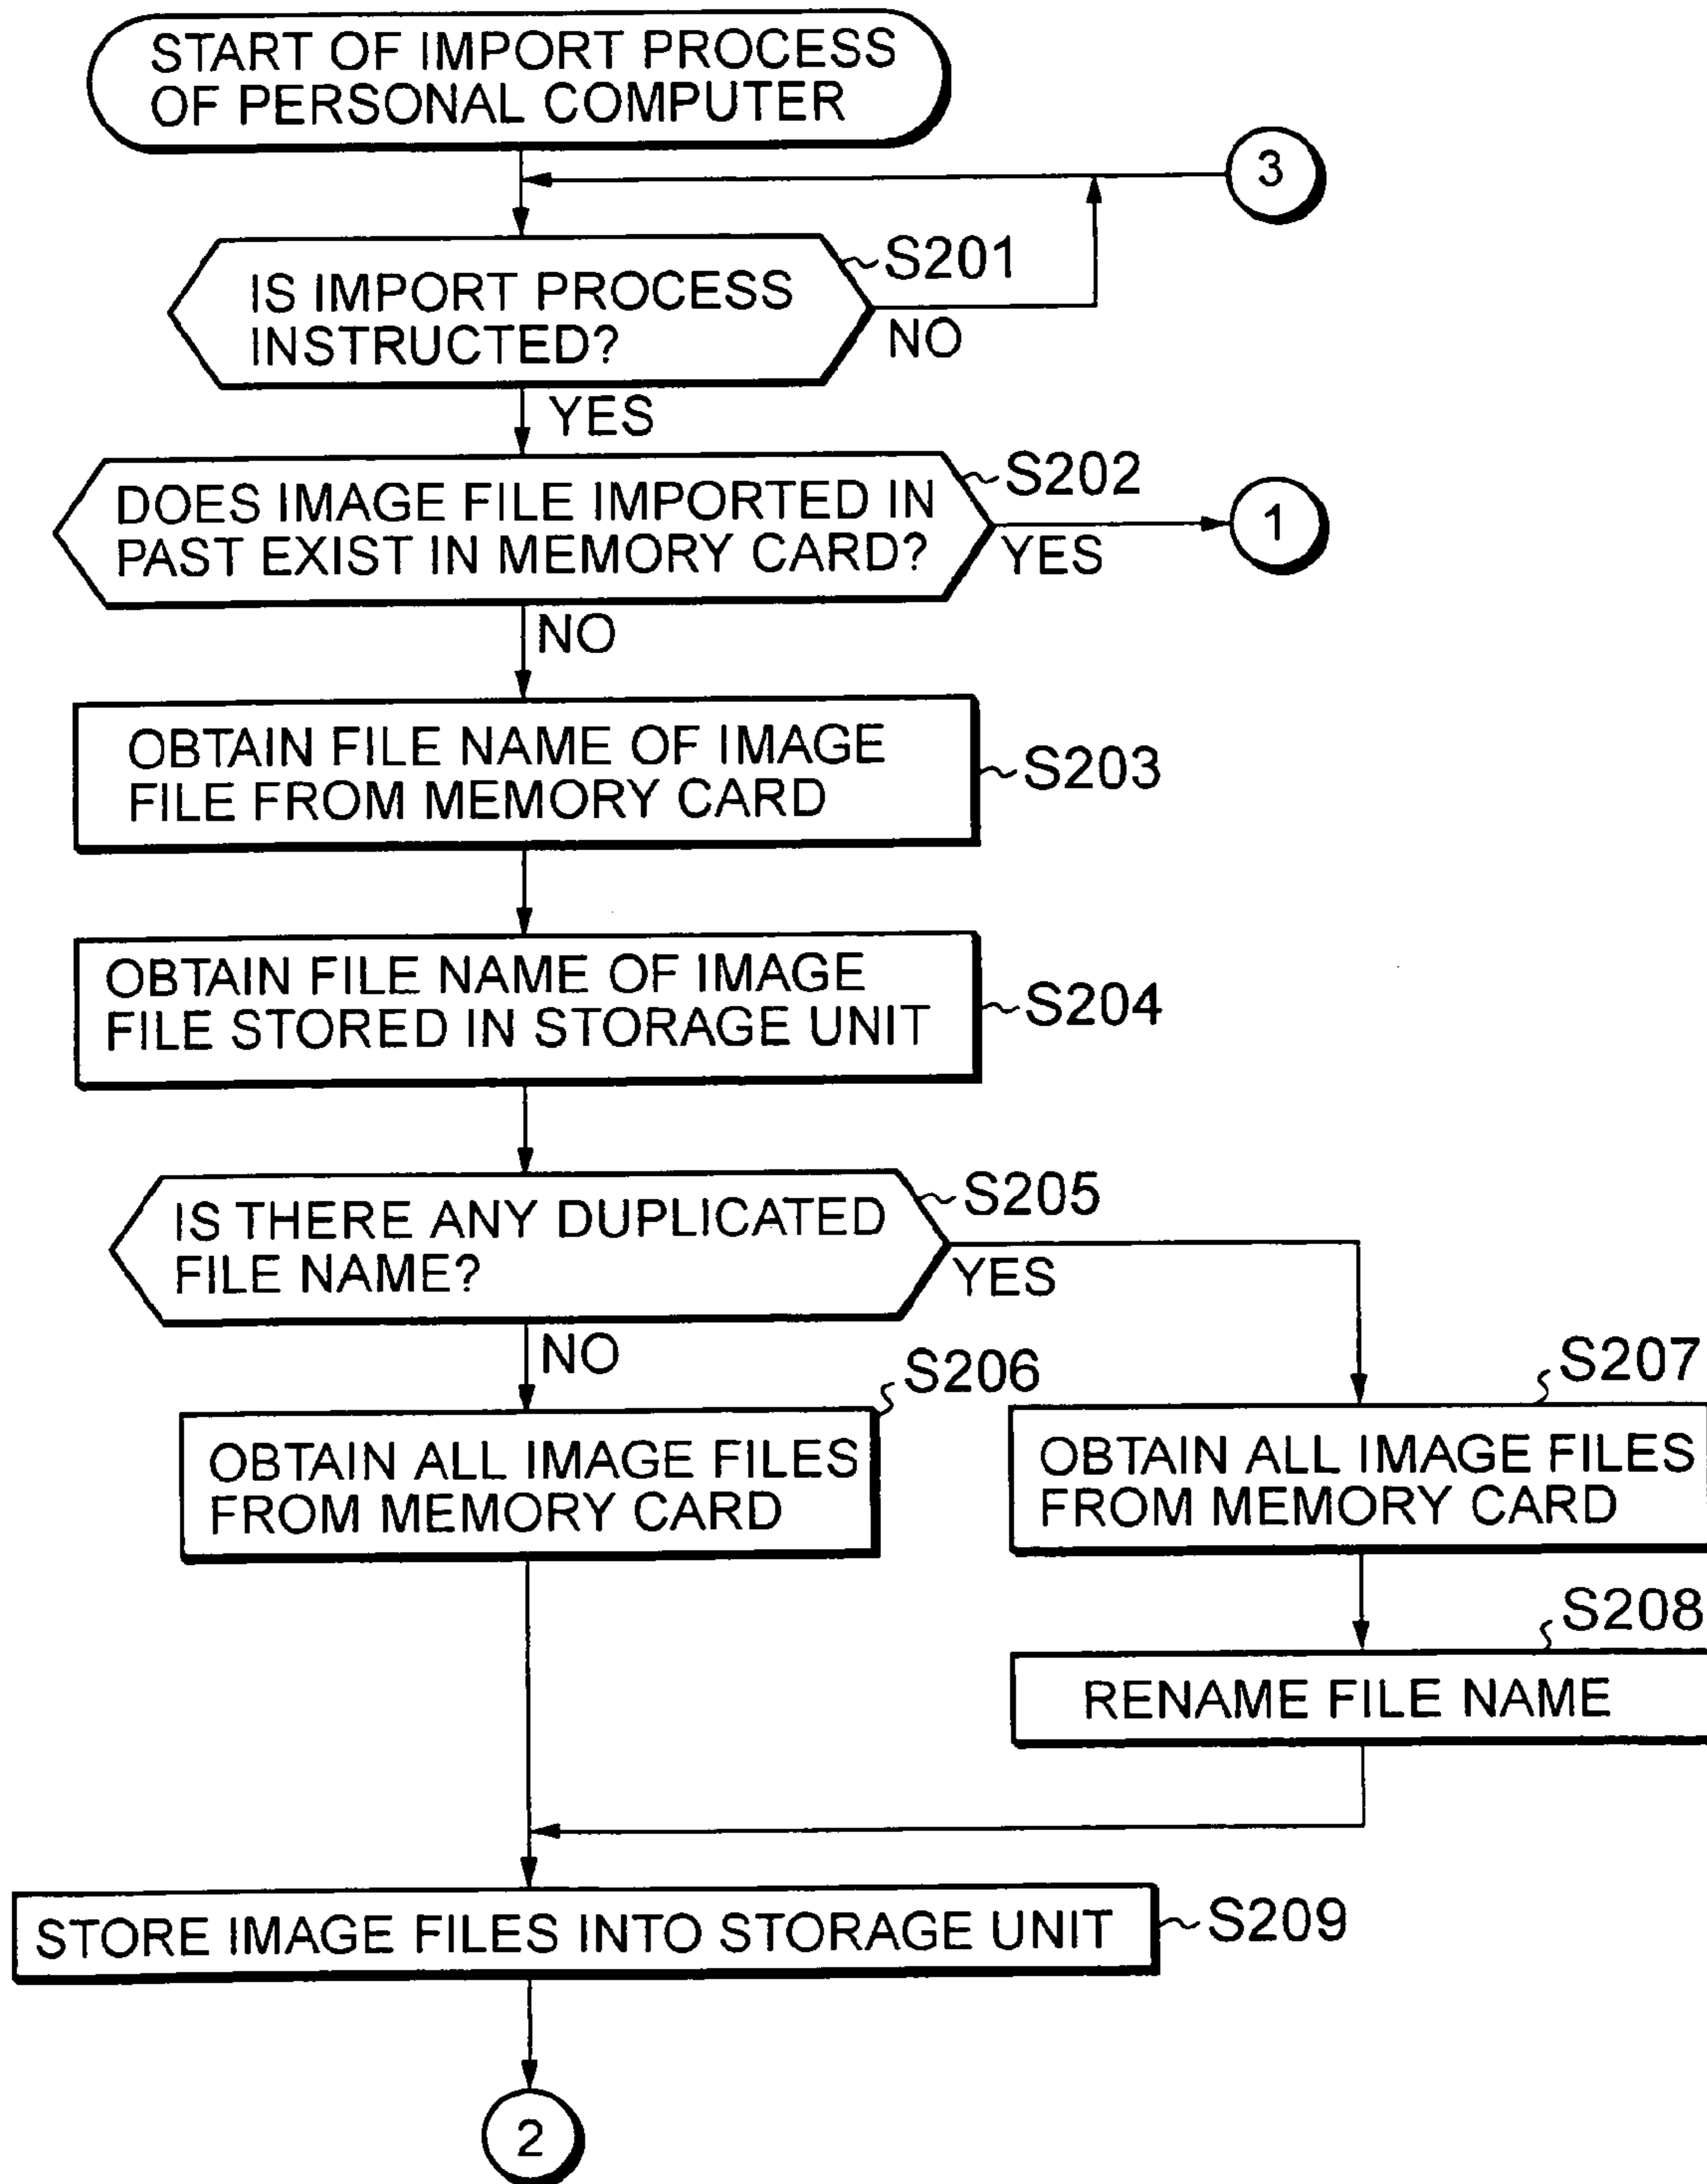 START OF IMPORT PROCESS
OF PERSONAL COMPUTER
3
S201
IS IMPORT PROCESS
INSTRUCTED?
NO
YES
S202
DOES IMAGE FILE IMPORTED IN
PAST EXIST IN MEMORY CARD?
YES
1
NO
OBTAIN FILE NAME OF IMAGE
FILE FROM MEMORY CARD
S203
OBTAIN FILE NAME OF IMAGE
FILE STORED IN STORAGE UNIT
S204
S205
IS THERE ANY DUPLICATED
FILE NAME?
YES
NO
S206
S207
OBTAIN ALL IMAGE FILES
FROM MEMORY CARD
OBTAIN ALL IMAGE FILES
FROM MEMORY CARD
S208
RENAME FILE NAME
STORE IMAGE FILES INTO STORAGE UNIT
S209
2